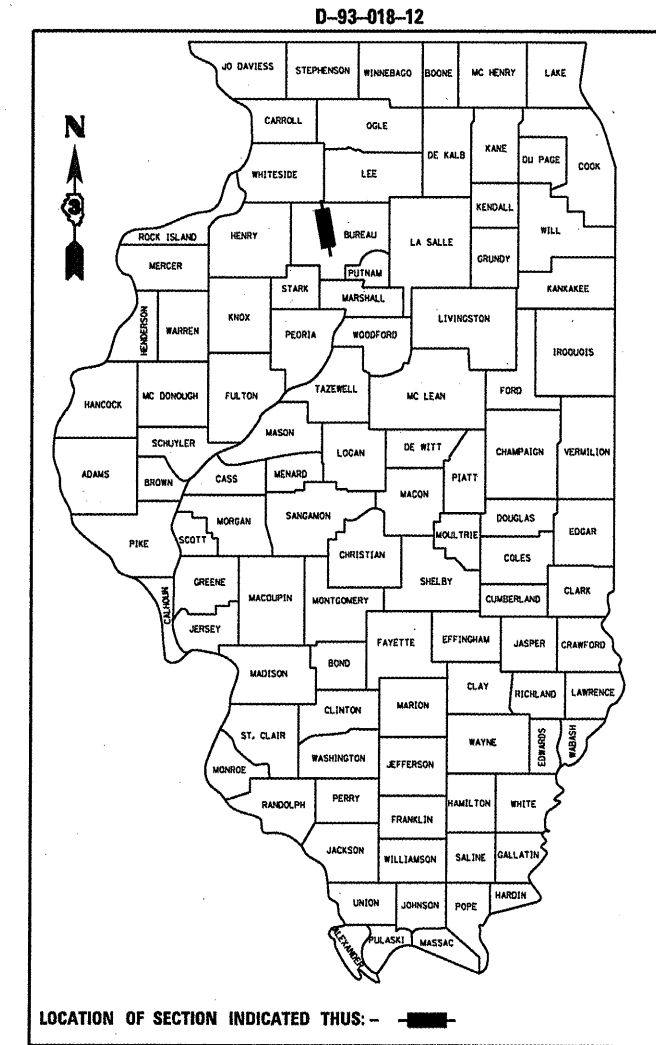 D-93-018-12
JO DAVIESS
STEPHENSON
WINNEBAGO
BOONE
MC HENRY
LAKE
CARROLL
OGLE
N
DE KALB
KANE
DU PAGE
COOK
WHITESIDE
LEE
KENDALL
3
ROCK ISLAND
HENRY
BUREAU
LA SALLE
WILL
MERCER
PUTNAM
GRUNDY
STARK
MARSHALL
KANKAKEE
HENDERSON
WARREN
KNOX
PEORIA
WOODFORD
LIVINGSTON
IROQUOIS
HANCOCK
MC DONOUGH
FULTON
TAZEWELL
MC LEAN
FORD
SCHUYLER
MASON
LOGAN
DE WITT
CHAMPAIGN
VERMILION
ADAMS
BROWN
CASS
MENARD
MACON
PIATT
PIKE
SCOTT
MORGAN
SANGAMON
CHRISTIAN
MOULTRIE
DOUGLAS
EDGAR
COLES
GREENE
MACOUPIN
MONTGOMERY
SHELBY
CUMBERLAND
CLARK
CALHOUN
JERSEY
FAYETTE
EFFINGHAM
JASPER
CRAWFORD
MADISON
BOND
CLINTON
MARION
CLAY
RICHLAND
LAWRENCE
ST. CLAIR
WASHINGTON
JEFFERSON
WAYNE
EDWARDS
WABASH
MONROE
RANDOLPH
PERRY
FRANKLIN
HAMILTON
WHITE
JACKSON
WILLIAMSON
SALINE
GALLATIN
UNION
JOHNSON
POPE
HARDIN
ALEXANDER
PULASKI
MASSAC
LOCATION OF SECTION INDICATED THUS: -